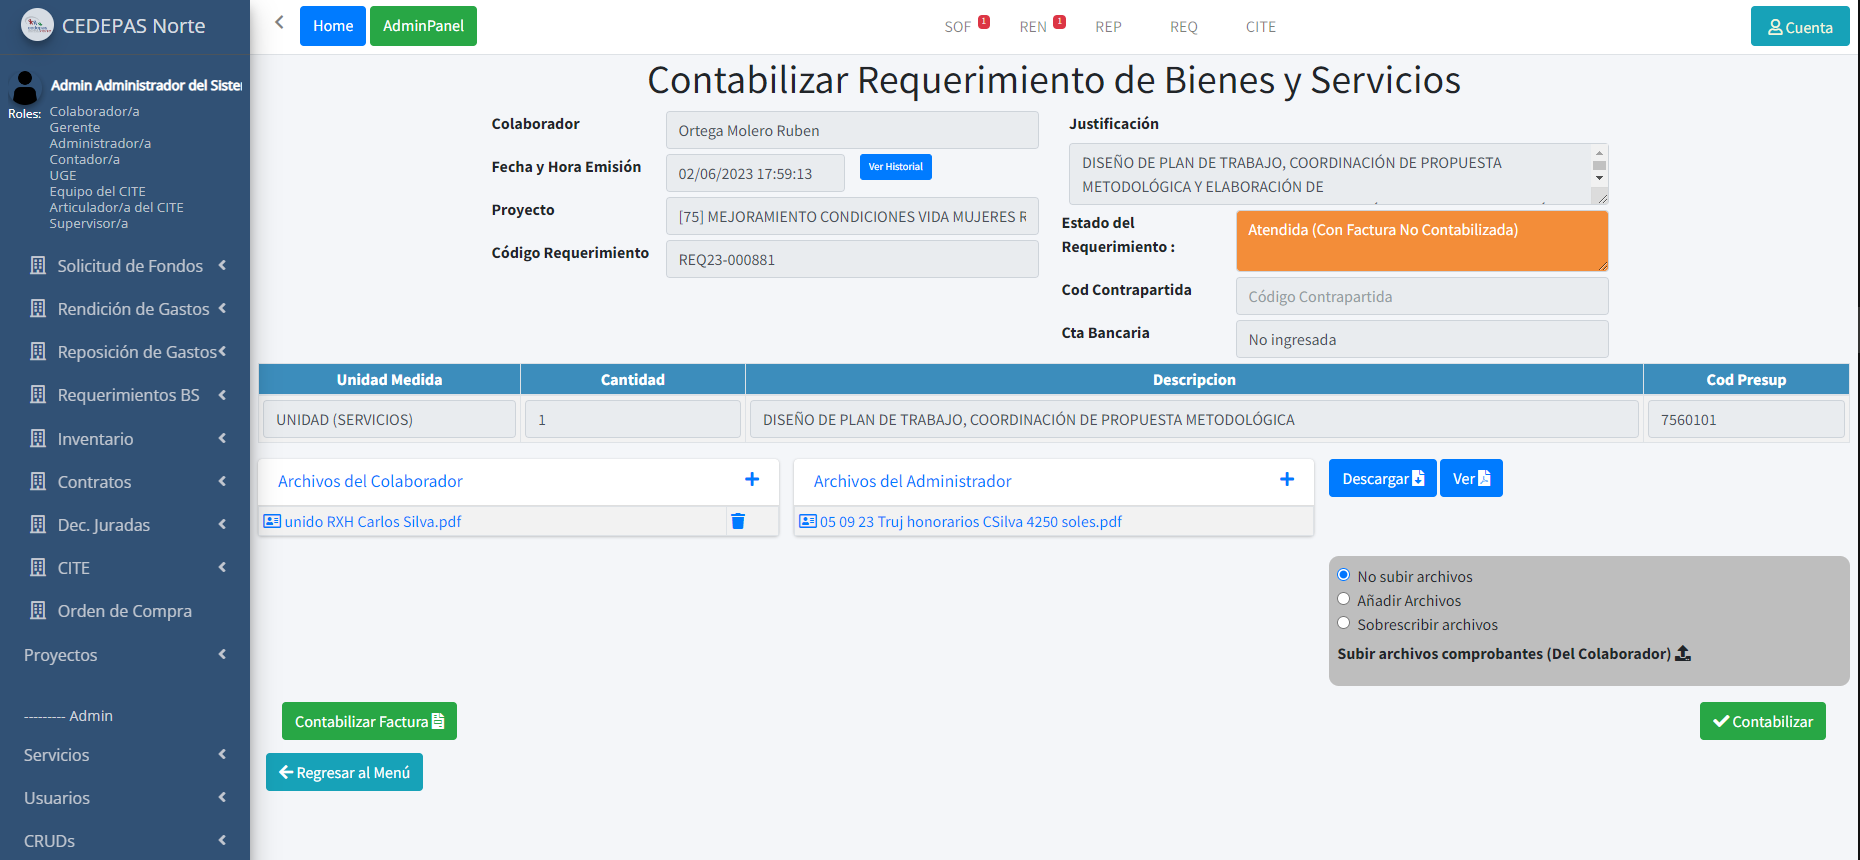 CEDEPAS Norte
Home
AdminPanel
SOF 1
REN 1
REP
REQ
CITE
Cuenta
Admin Administrador del Sister
Roles:
Colaborador/a
Gerente
Administrador/a
Contador/a
UGE
Equipo del CITE
Articulador/a del CITE
Supervisor/a
Solicitud de Fondos
Rendición de Gastos
Reposición de Gastos
Requerimientos BS
Inventario
Contratos
Dec. Juradas
CITE
Orden de Compra
Proyectos
--------- Admin
Servicios
Usuarios
CRUDs
Contabilizar Requerimiento de Bienes y Servicios
Colaborador
Ortega Molero Ruben
Fecha y Hora Emisión
02/06/2023 17:59:13
Ver Historial
Proyecto
[75] MEJORAMIENTO CONDICIONES VIDA MUJERES R
Código Requerimiento
REQ23-000881
Justificación
DISEÑO DE PLAN DE TRABAJO, COORDINACIÓN DE PROPUESTA
METODOLÓGICA Y ELABORACIÓN DE
Estado del
Requerimiento :
Atendida (Con Factura No Contabilizada)
Cod Contrapartida
Código Contrapartida
Cta Bancaria
No ingresada
Unidad Medida
Cantidad
Descripcion
Cod Presup
UNIDAD (SERVICIOS)
1
DISEÑO DE PLAN DE TRABAJO, COORDINACIÓN DE PROPUESTA METODOLÓGICA
7560101
Archivos del Colaborador
unido RXH Carlos Silva.pdf
Archivos del Administrador
05 09 23 Truj honorarios CSilva 4250 soles.pdf
Descargar
Ver
No subir archivos
Añadir Archivos
Sobrescribir archivos
Subir archivos comprobantes (Del Colaborador)
Contabilizar Factura
Contabilizar
Regresar al Menú